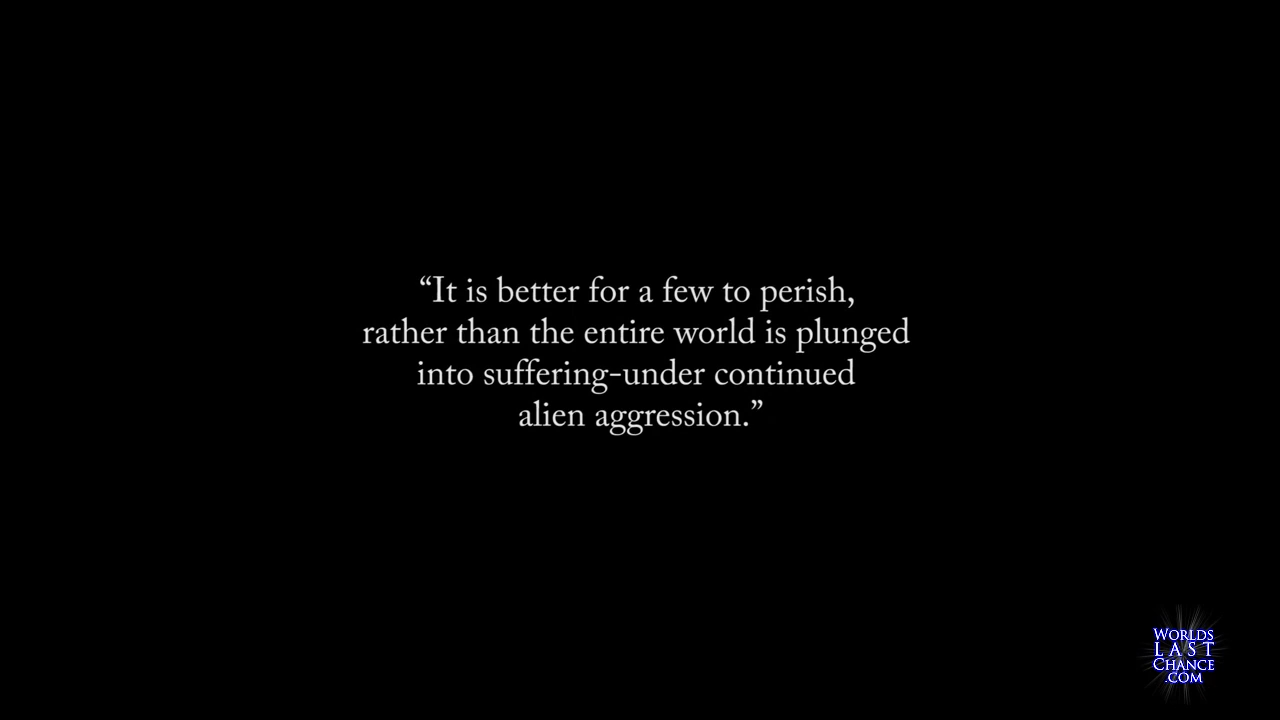 “It is better for a few to perish,
rather than the entire world is plunged
into suffering-under continued
alien aggression.”
WORLDS
LAST
CHANCE
.COM